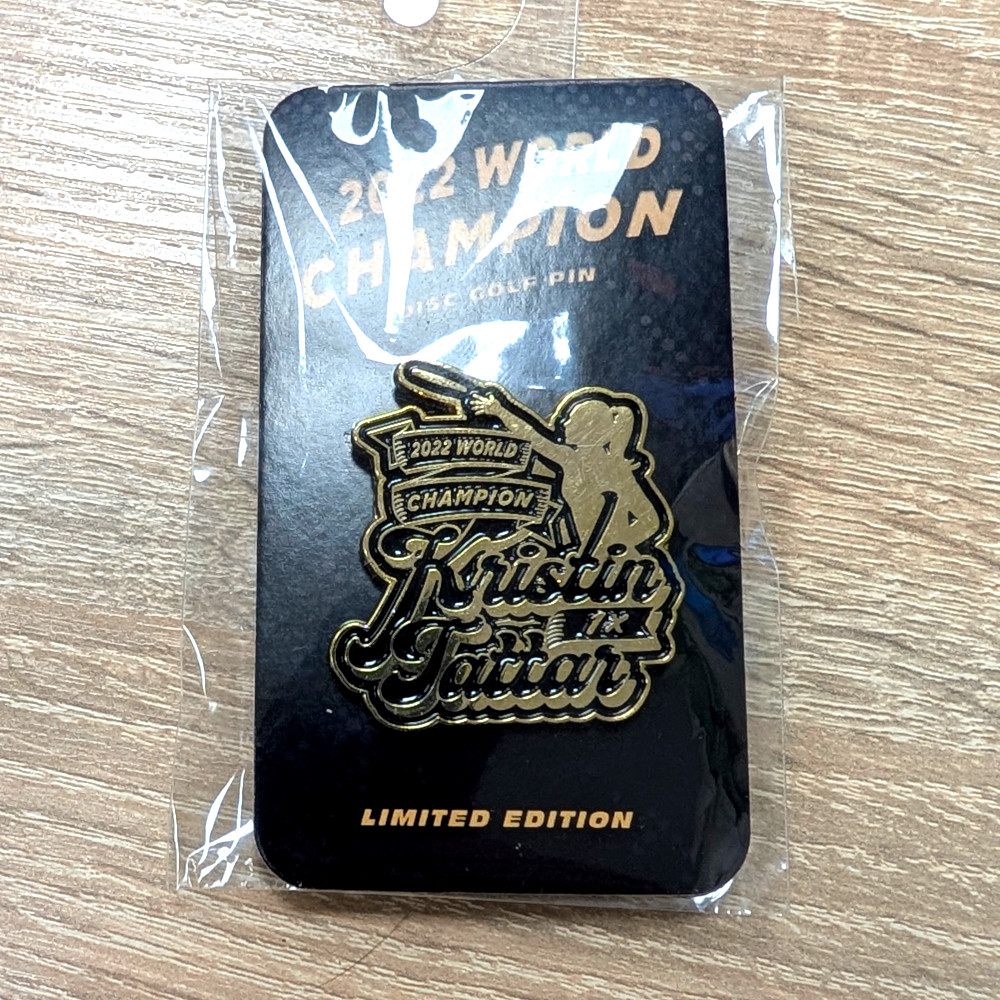 2022 WORLD
CHAMPION
DISC GOLF PIN
2022 WORLD
CHAMPION
Kristin
1X
Tattar
LIMITED EDITION